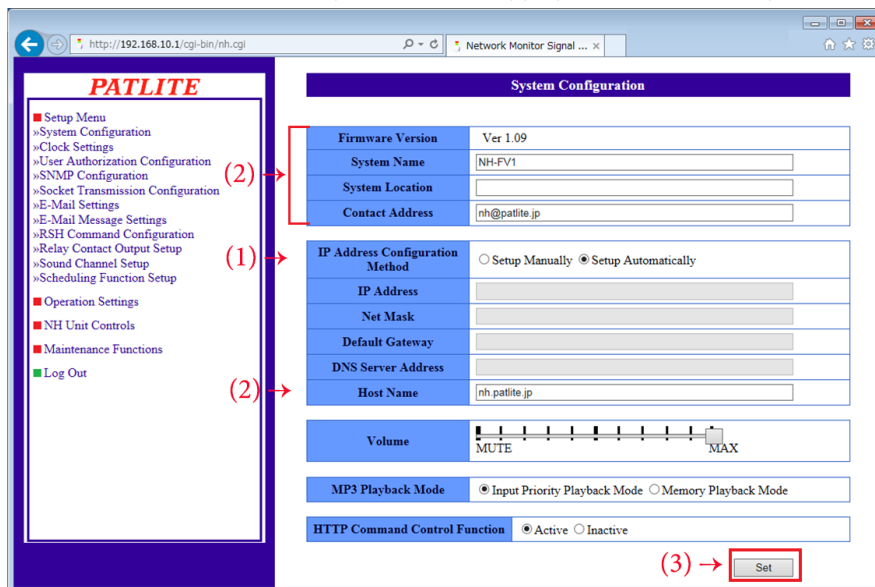 http://192.168.10.1/cgi-bin/nh.cgi
Network Monitor Signal ...
PATLITE
Setup Menu
»System Configuration
»Clock Settings
»User Authorization Configuration
»SNMP Configuration
»Socket Transmission Configuration
»E-Mail Settings
»E-Mail Message Settings
»RSH Command Configuration
»Relay Contact Output Setup
»Sound Channel Setup
»Scheduling Function Setup
Operation Settings
NH Unit Controls
Maintenance Functions
Log Out
System Configuration
(2) →
Firmware Version Ver 1.09
System Name NH-FV1
System Location
Contact Address nh@patlite.jp
(1) →
IP Address Configuration
Method
Setup Manually Setup Automatically
IP Address
Net Mask
Default Gateway
DNS Server Address
(2) →
Host Name nh.patlite.jp
Volume
MUTE MAX
MP3 Playback Mode Input Priority Playback Mode Memory Playback Mode
HTTP Command Control Function Active Inactive
(3) → Set